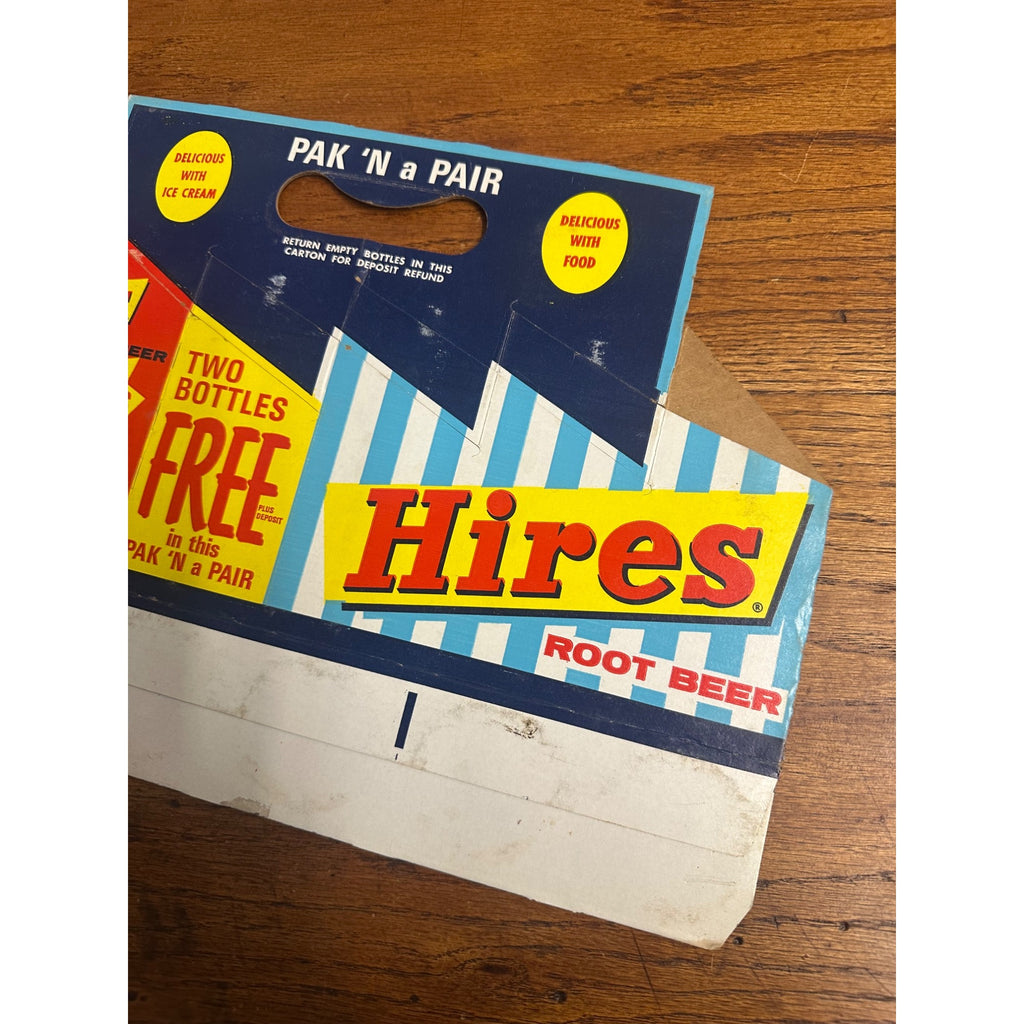 PAK 'N a PAIR
DELICIOUS
WITH
ICE CREAM
DELICIOUS
WITH
FOOD
RETURN EMPTY BOTTLES IN THIS
CARTON FOR DEPOSIT REFUND
TWO
BOTTLES
FREE
PLUS
DEPOSIT
in this
PAK 'N a PAIR
Hires®
ROOT BEER